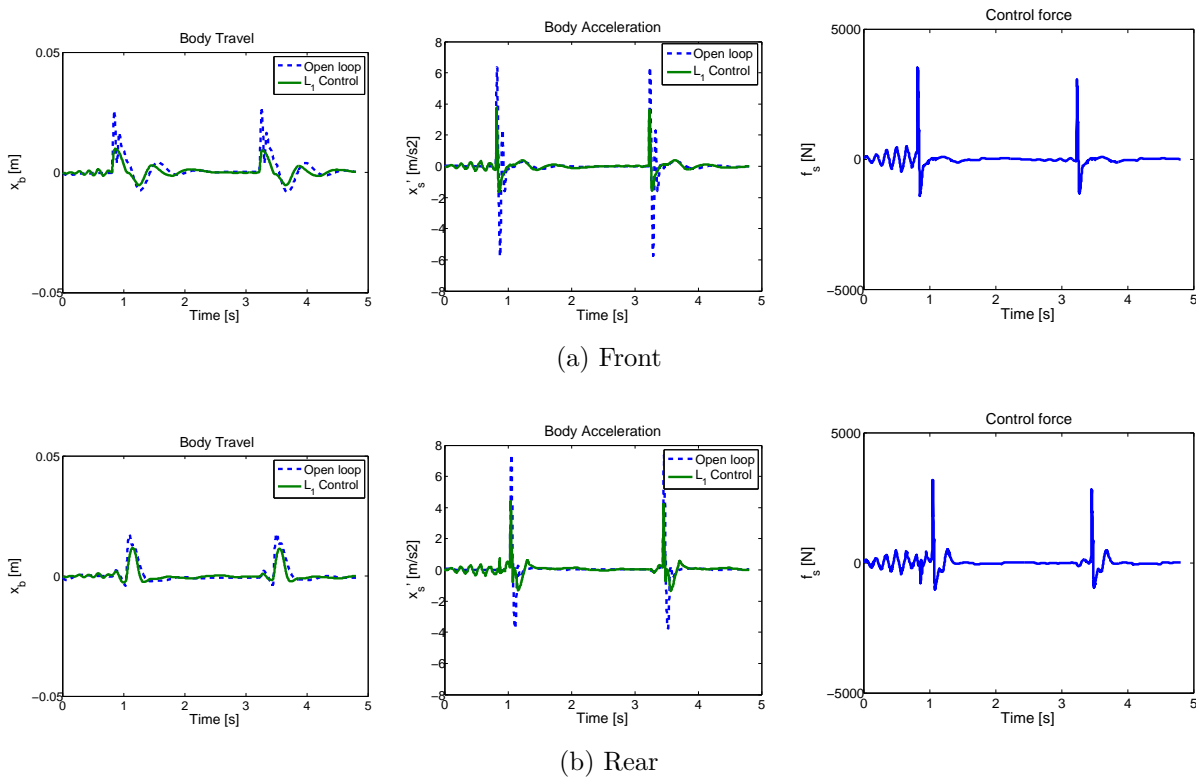 Body Travel
0.05
0
−0.05
x_b [m]
Open loop
L_1 Control
0 1 2 3 4 5
Time [s]
Body Acceleration
8
6
4
2
0
−2
−4
−6
−8
x_s' [m/s2]
Open loop
L_1 Control
0 1 2 3 4 5
Time [s]
Control force
5000
0
−5000
f_s [N]
0 1 2 3 4 5
Time [s]
(a) Front
Body Travel
0.05
0
−0.05
x_b [m]
Open loop
L_1 Control
0 1 2 3 4 5
Time [s]
Body Acceleration
8
6
4
2
0
−2
−4
−6
−8
x_s' [m/s2]
Open loop
L_1 Control
0 1 2 3 4 5
Time [s]
Control force
5000
0
−5000
f_s [N]
0 1 2 3 4 5
Time [s]
(b) Rear